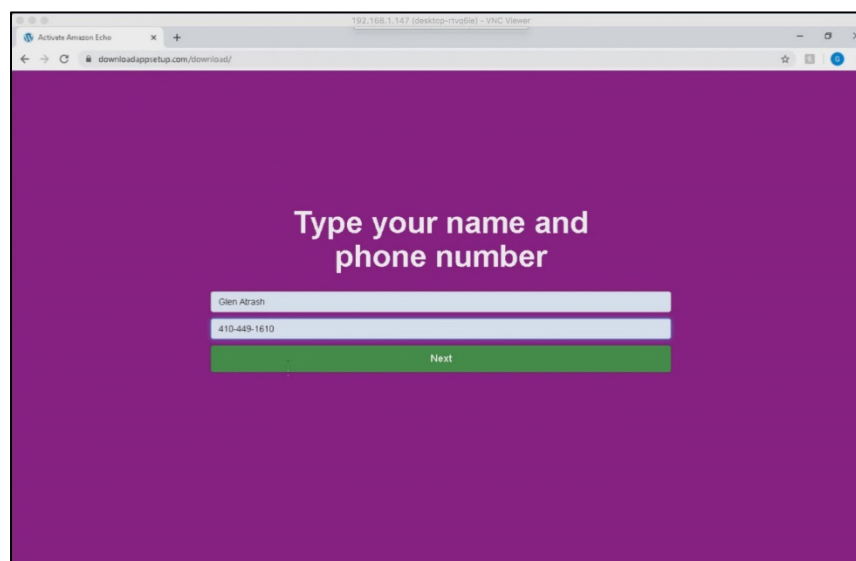 192.168.1.147 (desktop-rtvq6ie) - VNC Viewer
Activate Amazon Echo
downloadappsetup.com/download/
G
Type your name and
phone number
Glen Atrash
410-449-1610
Next